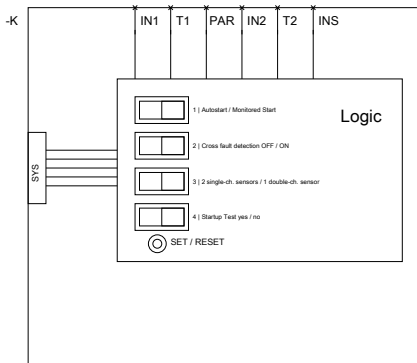 -K
IN1 T1 PAR IN2 T2 INS
Logic
1 | Autostart / Monitored Start
2 | Cross fault detection OFF / ON
3 | 2 single-ch. sensors / 1 double-ch. sensor
4 | Startup Test yes / no
SET / RESET
SYS